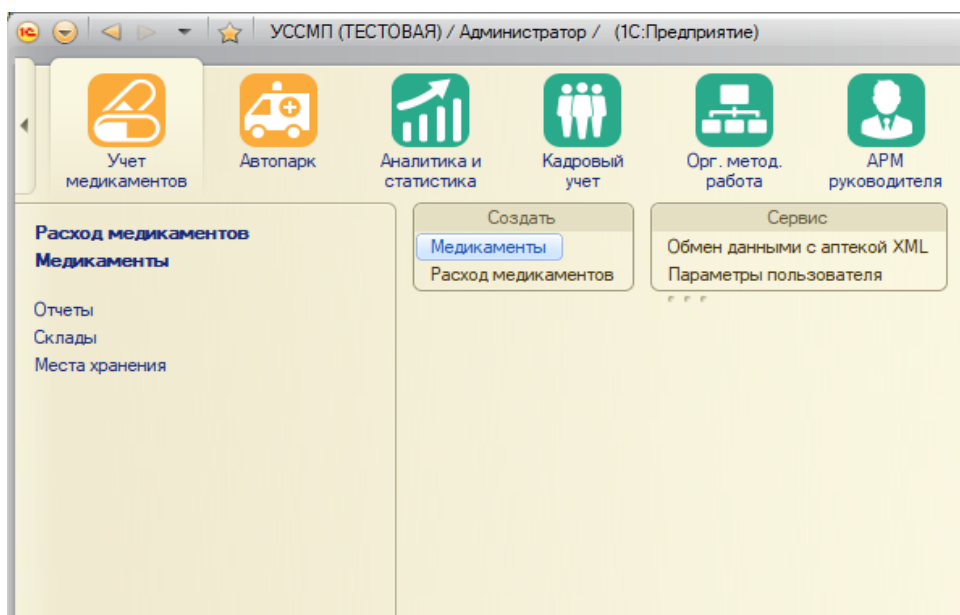 УССМП (ТЕСТОВАЯ) / Администратор / (1С:Предприятие)
Учет медикаментов
Автопарк
Аналитика и статистика
Кадровый учет
Орг. метод. работа
АРМ руководителя
Расход медикаментов
Медикаменты
Отчеты
Склады
Места хранения
Создать
Медикаменты
Расход медикаментов
Сервис
Обмен данными с аптекой XML
Параметры пользователя